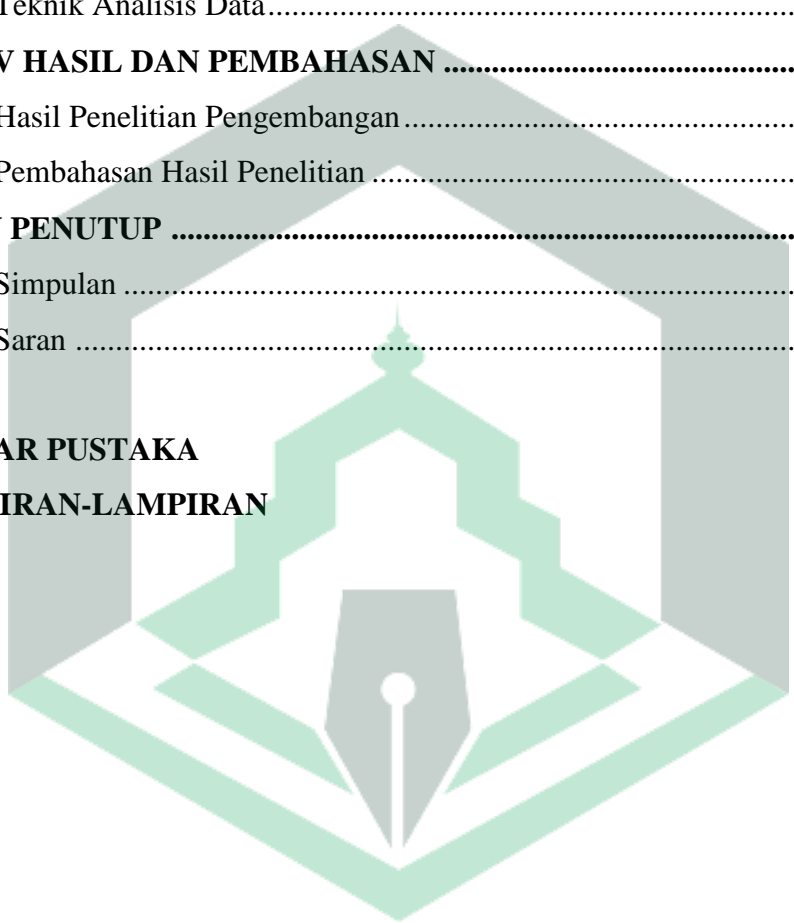 Teknik Analisis Data....................................................................
V HASIL DAN PEMBAHASAN .............................................
Hasil Penelitian Pengembangan...................................................
Pembahasan Hasil Penelitian .......................................................
PENUTUP ................................................................................
Simpulan .....................................................................................
Saran ...........................................................................................
AR PUSTAKA
IRAN-LAMPIRAN